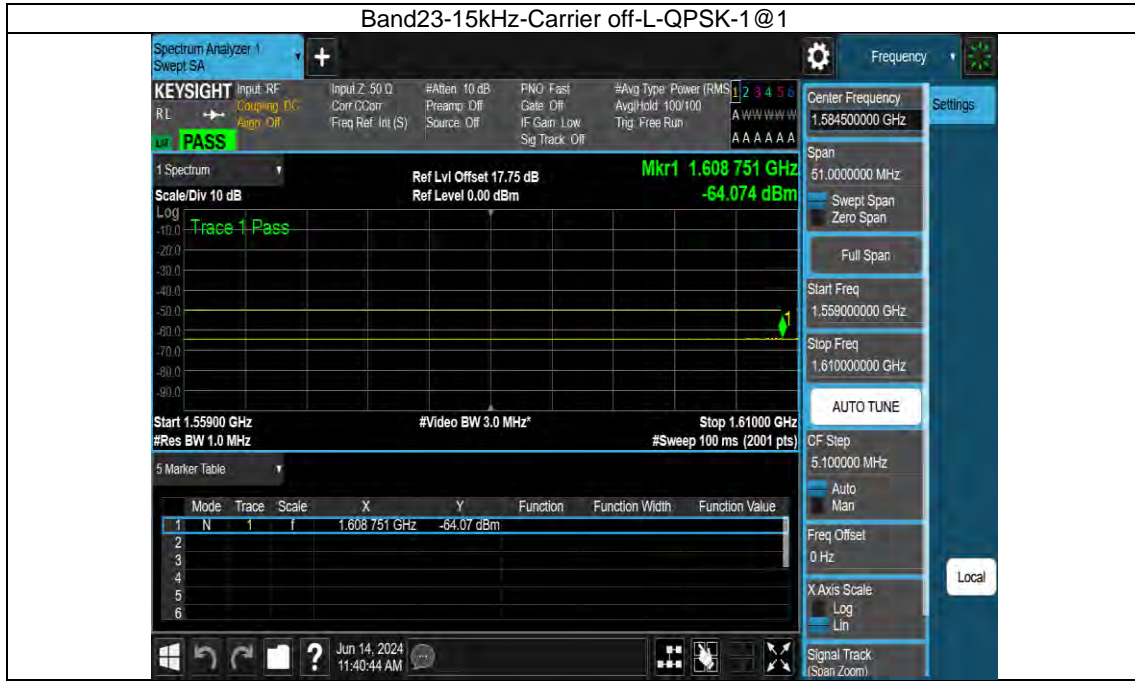 Band23-15kHz-Carrier off-L-QPSK-1@1
Spectrum Analyzer 1
Swept SA
+
Frequency
KEYSIGHT
RL
Input: RF
Coupling: DC
Align: Off
Input Z: 50 Ω
Corr CCorr
Freq Ref: Int (S)
#Atten: 10 dB
Preamp: Off
Source: Off
PNO: Fast
Gate: Off
IF Gain: Low
Sig Track: Off
#Avg Type: Power (RMS
Avg|Hold: 100/100
Trig: Free Run
1 2 3 4 5 6
A W W W W W
A A A A A A
PASS
1 Spectrum
Scale/Div 10 dB
Ref Lvl Offset 17.75 dB
Ref Level 0.00 dBm
Mkr1 1.608 751 GHz
-64.074 dBm
Log
Trace 1 Pass
-10.0
-20.0
-30.0
-40.0
-50.0
-60.0
-70.0
-80.0
-90.0
1
Start 1.55900 GHz
#Res BW 1.0 MHz
#Video BW 3.0 MHz*
Stop 1.61000 GHz
#Sweep 100 ms (2001 pts)
5 Marker Table
Mode Trace Scale X Y Function Function Width Function Value
1 N 1 f 1.608 751 GHz -64.07 dBm
2
3
4
5
6
?
Jun 14, 2024
11:40:44 AM
Center Frequency
1.584500000 GHz
Settings
Span
51.0000000 MHz
Swept Span
Zero Span
Full Span
Start Freq
1.559000000 GHz
Stop Freq
1.610000000 GHz
AUTO TUNE
CF Step
5.100000 MHz
Auto
Man
Freq Offset
0 Hz
X Axis Scale
Log
Lin
Local
Signal Track
(Span Zoom)